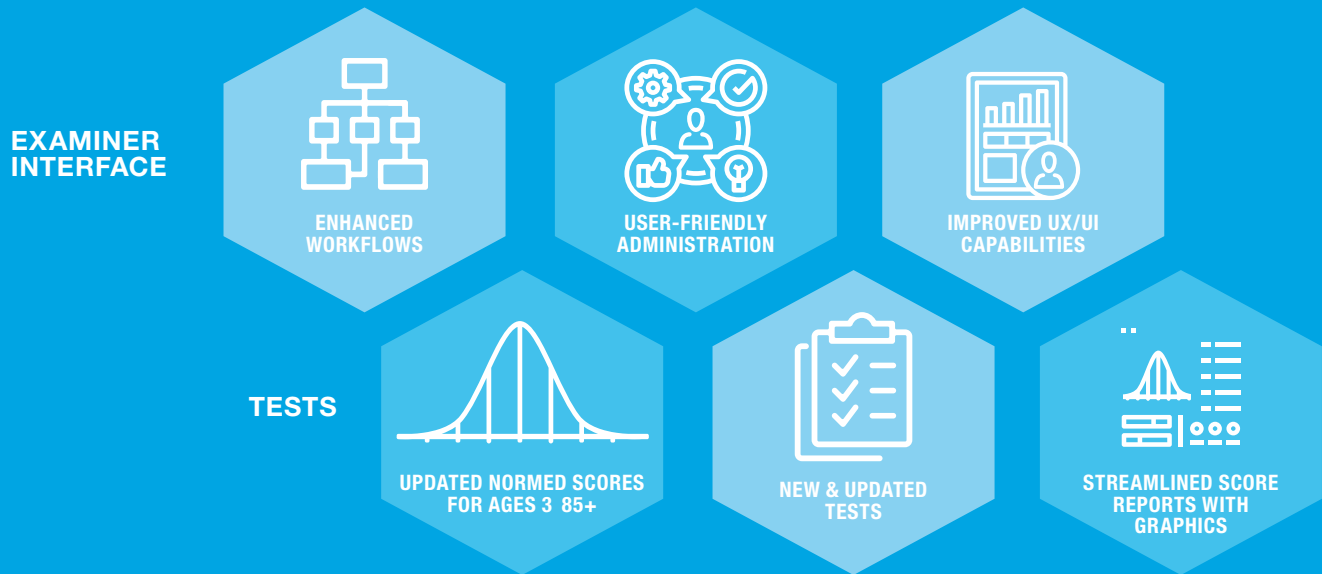 EXAMINER
INTERFACE
ENHANCED
WORKFLOWS
USER-FRIENDLY
ADMINISTRATION
IMPROVED UX/UI
CAPABILITIES
TESTS
UPDATED NORMED SCORES
FOR AGES 3 85+
NEW & UPDATED
TESTS
STREAMLINED SCORE
REPORTS WITH
GRAPHICS